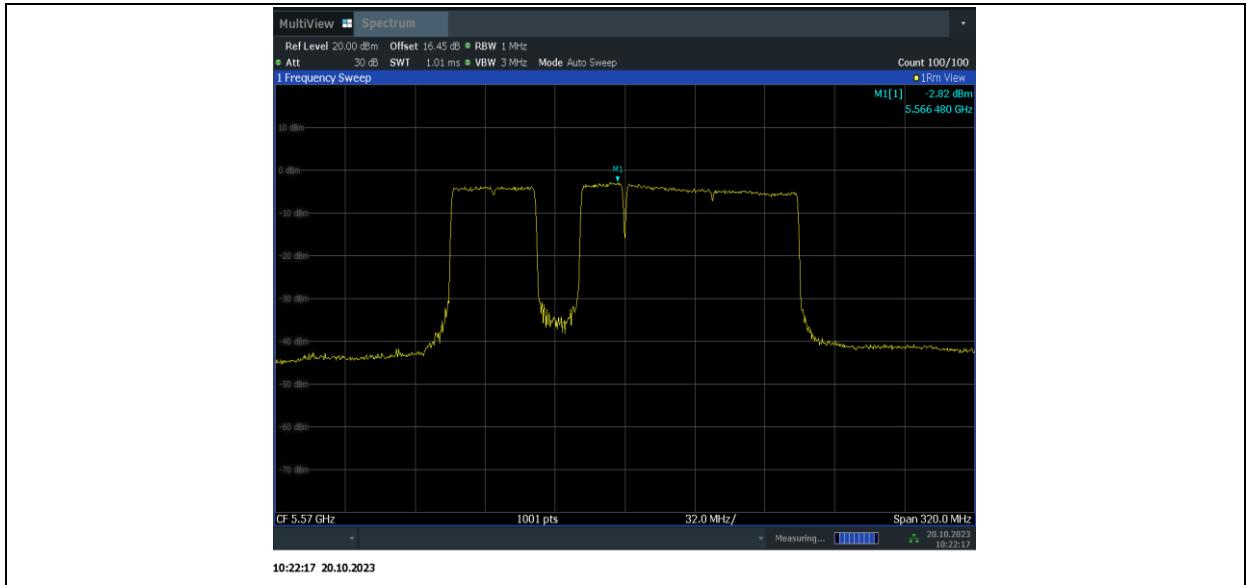 MultiView Spectrum
Ref Level 20.00 dBm Offset 16.45 dB RBW 1 MHz
Att 30 dB SWT 1.01 ms VBW 3 MHz Mode Auto Sweep Count 100/100
1 Frequency Sweep 1Rm View
M1[1] -2.82 dBm
5.566 480 GHz
10 dBm
0 dBm
M1
-10 dBm
-20 dBm
-30 dBm
-40 dBm
-50 dBm
-60 dBm
-70 dBm
CF 5.57 GHz 1001 pts 32.0 MHz/ Span 320.0 MHz
Measuring... 20.10.2023
10:22:17
10:22:17 20.10.2023